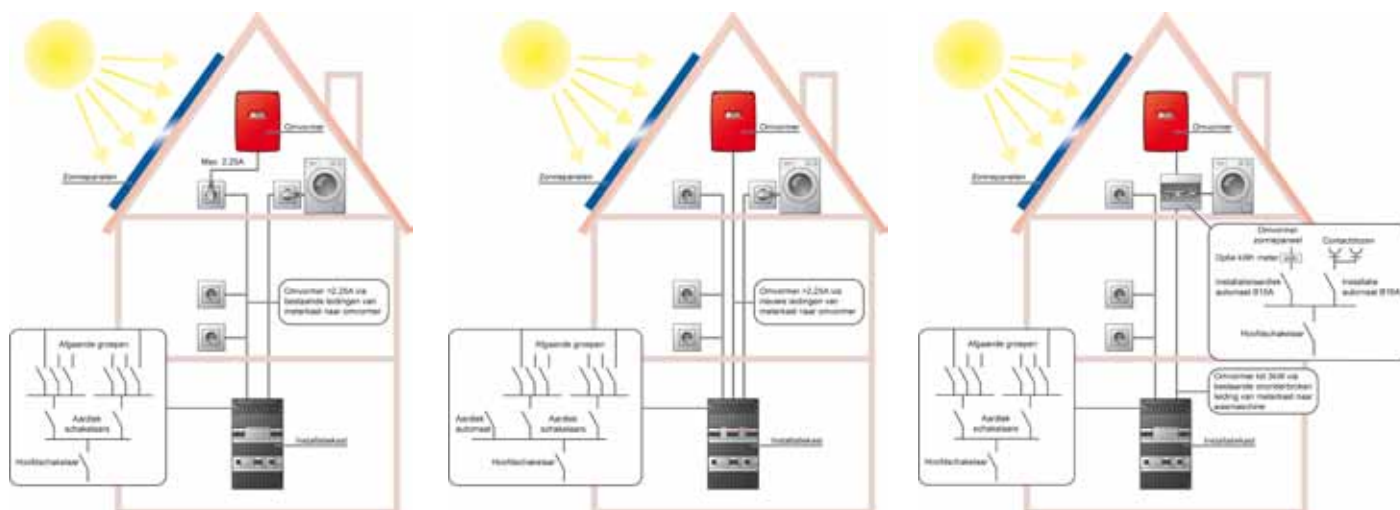 Omvormer
Max. 2.25A
Zonnepanelen
Omvormer <2,25A via
bestaande leidingen van
meterkast naar omvormer
Afgaande groepen
Aardlek
schakelaars
Hoofdschakelaar
Installatiekast
Omvormer
Zonnepanelen
Omvormer >2,25A via
nieuwe leidingen van
meterkast naar omvormer
Afgaande groepen
Aardlek
automaat
Aardlek
schakelaars
Hoofdschakelaar
Installatiekast
Omvormer
Zonnepanelen
Omvormer
zonnepaneel
Contactdozen
Optie kWh meter
Installatieaardlek
automaat B16A
Installatie
automaat B16A
Hoofdschakelaar
Omvormer tot 3kW via
bestaande ononderbroken
leiding van meterkast naar
wasmachine
Afgaande groepen
Aardlek
schakelaars
Hoofdschakelaar
Installatiekast